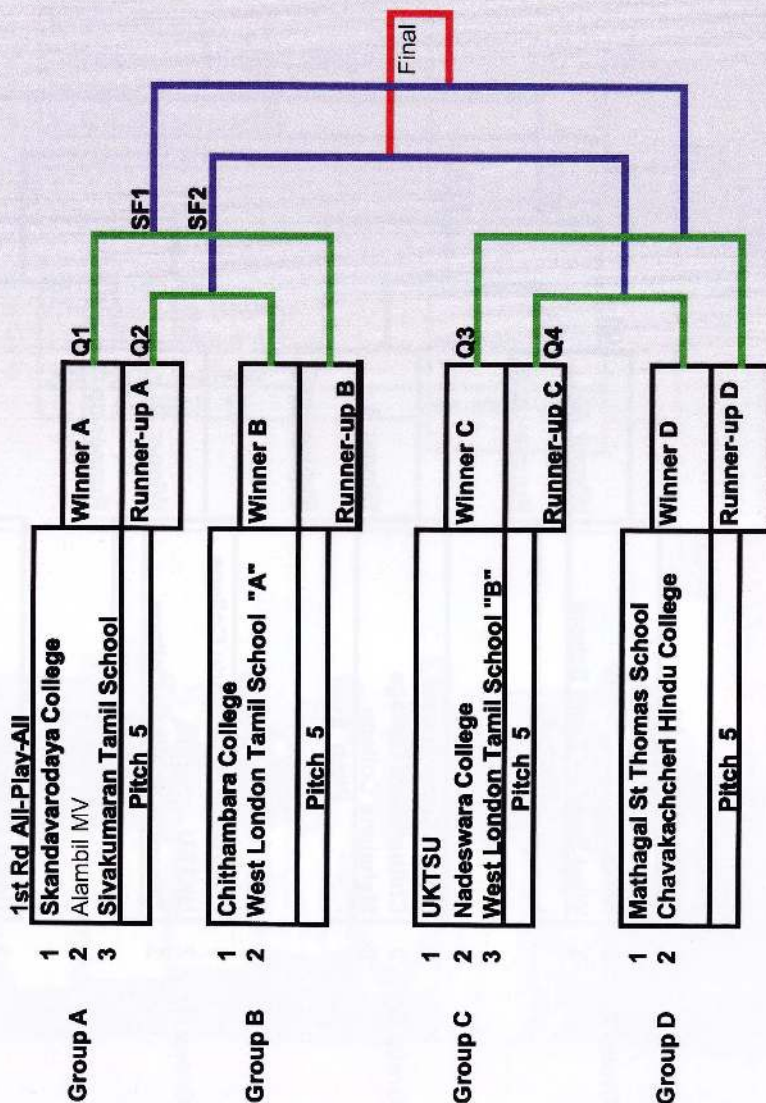 1st Rd All-Play-All
Group A
1 Skandavarodaya College
2 Alambil MV
3 Sivakumaran Tamil School
Pitch 5
Winner A Q1
Runner-up A Q2
Group B
1 Chithambara College
2 West London Tamil School "A"
Pitch 5
Winner B
Runner-up B
Group C
1 UKTSU
2 Nadeswara College
3 West London Tamil School "B"
Pitch 5
Winner C Q3
Runner-up C Q4
Group D
1 Mathagal St Thomas School
2 Chavakachcheri Hindu College
Pitch 5
Winner D
Runner-up D
SF1
SF2
Final